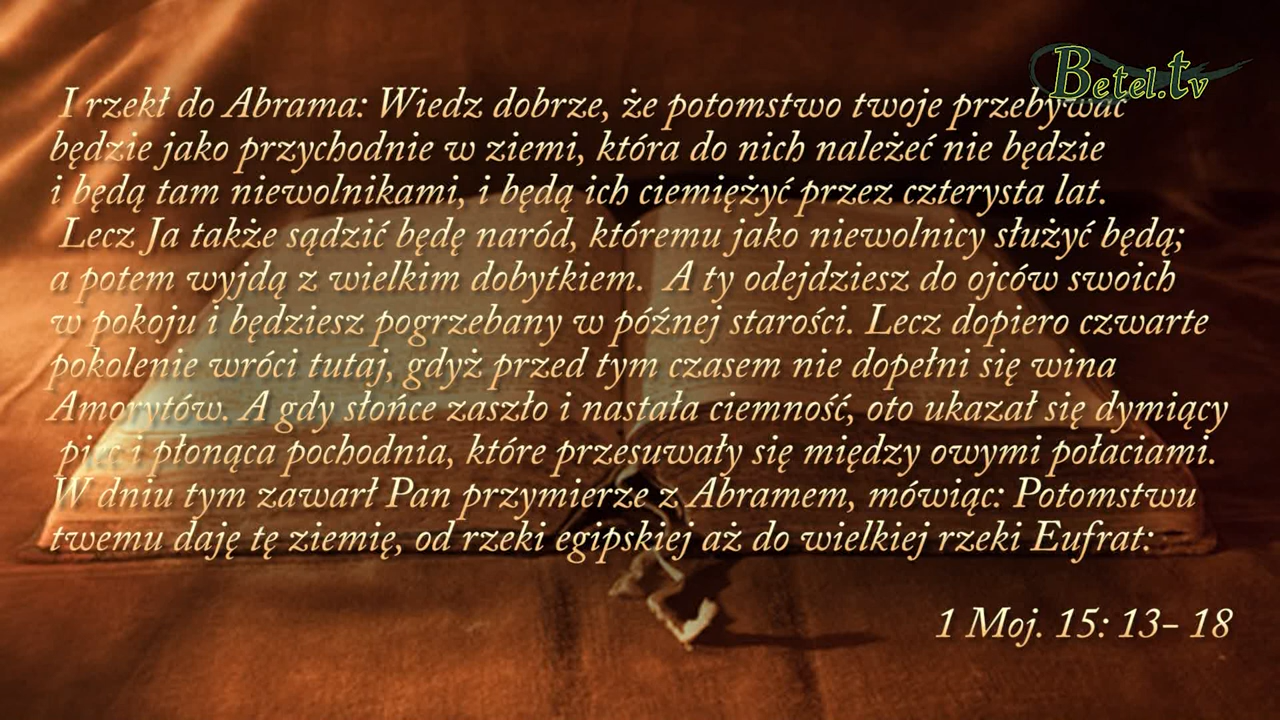 Betel.tv
I rzekł do Abrama: Wiedz dobrze, że potomstwo twoje przebywać
będzie jako przychodnie w ziemi, która do nich należeć nie będzie
i będą tam niewolnikami, i będą ich ciemiężyć przez czterysta lat.
Lecz Ja także sądzić będę naród, któremu jako niewolnicy służyć będą;
a potem wyjdą z wielkim dobytkiem. A ty odejdziesz do ojców swoich
w pokoju i będziesz pogrzebany w późnej starości. Lecz dopiero czwarte
pokolenie wróci tutaj, gdyż przed tym czasem nie dopełni się wina
Amorytów. A gdy słońce zaszło i nastała ciemność, oto ukazał się dymiący
piec i płonąca pochodnia, które przesuwały się między owymi połaciami.
W dniu tym zawarł Pan przymierze z Abramem, mówiąc: Potomstwu
twemu daję tę ziemię, od rzeki egipskiej aż do wielkiej rzeki Eufrat:
1 Moj. 15: 13- 18